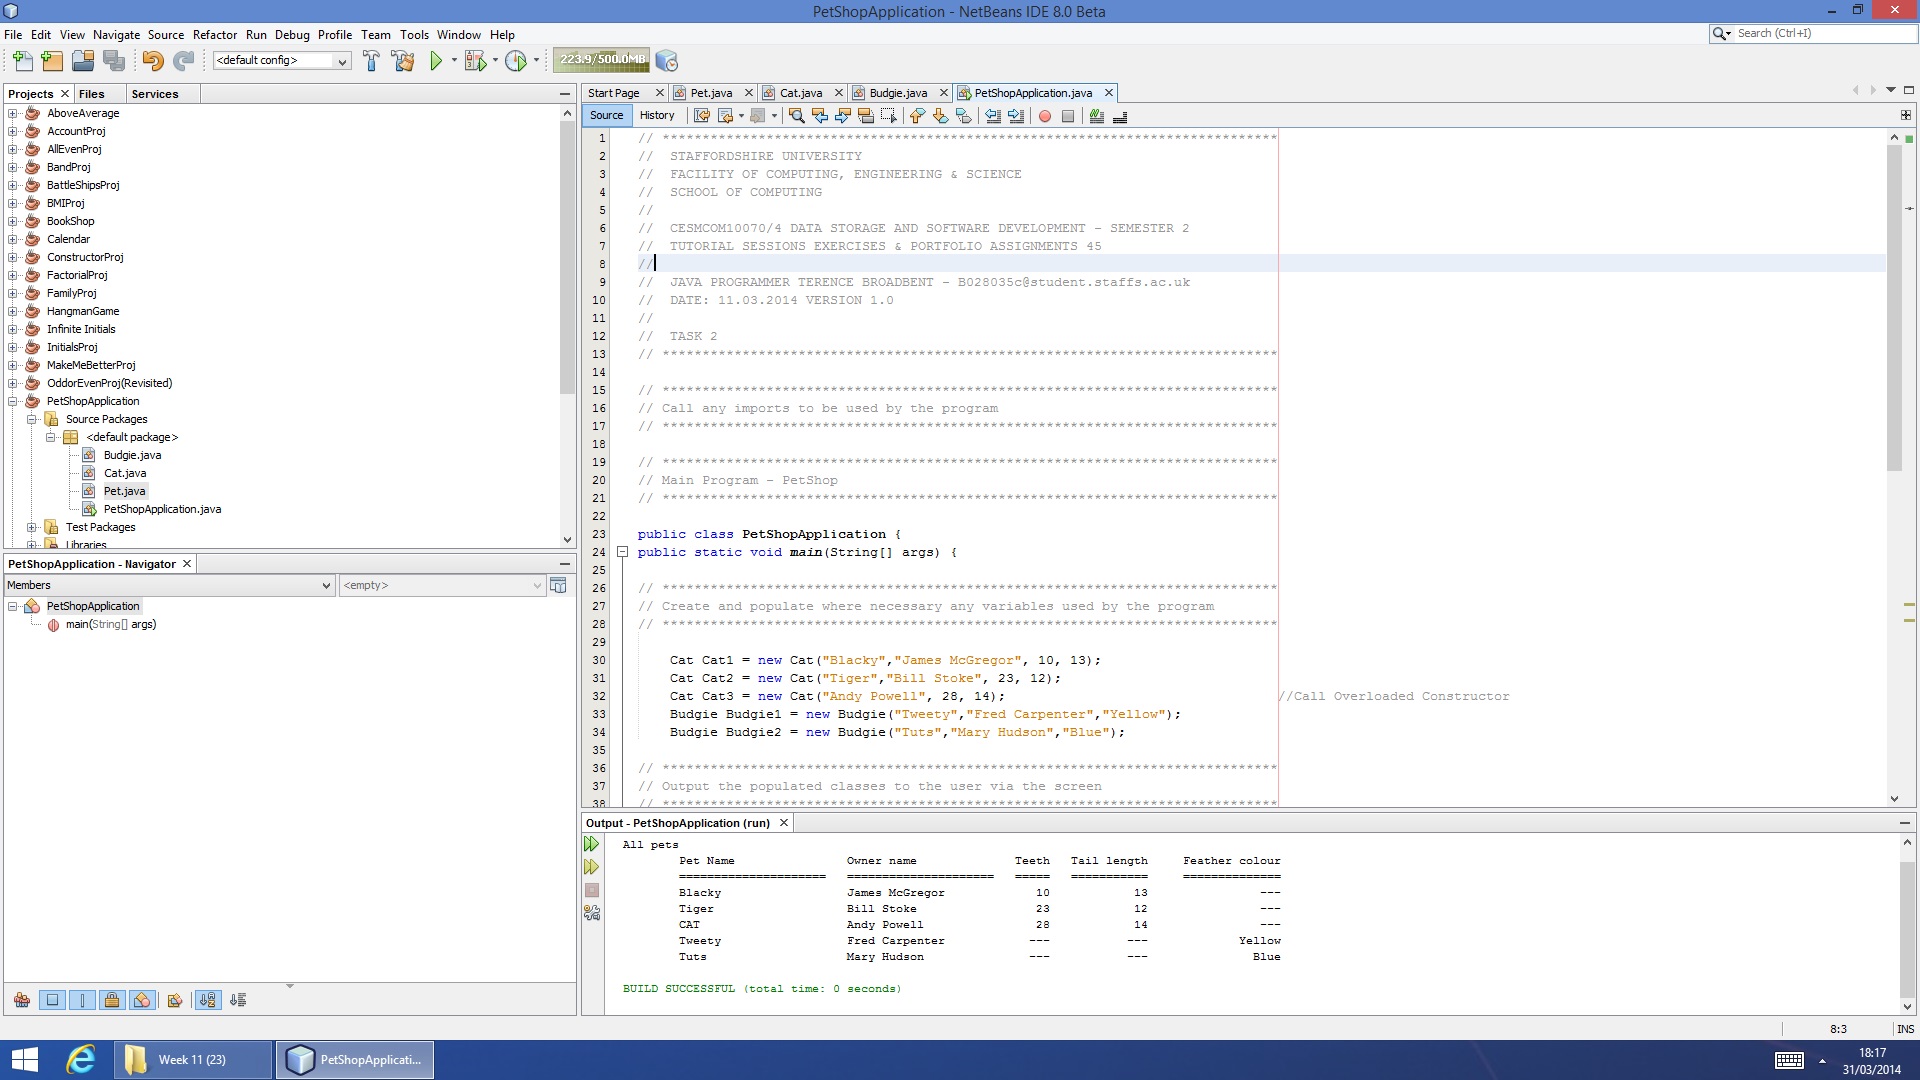 PetShopApplication - NetBeans IDE 8.0 Beta
File Edit View Navigate Source Refactor Run Debug Profile Team Tools Window Help
Search (Ctrl+I)
<default config>
223.9/500.0MB
Projects Files Services
AboveAverage
AccountProj
AllEvenProj
BandProj
BattleShipsProj
BMIProj
BookShop
Calendar
ConstructorProj
FactorialProj
FamilyProj
HangmanGame
Infinite Initials
InitialsProj
MakeMeBetterProj
OddorEvenProj(Revisited)
PetShopApplication
Source Packages
<default package>
Budgie.java
Cat.java
Pet.java
PetShopApplication.java
Test Packages
Libraries
PetShopApplication - Navigator
Members <empty>
PetShopApplication
main(String[] args)
Start Page Pet.java Cat.java Budgie.java PetShopApplication.java
Source History
1 // *****************************************************************************
2 // STAFFORDSHIRE UNIVERSITY
3 // FACILITY OF COMPUTING, ENGINEERING & SCIENCE
4 // SCHOOL OF COMPUTING
5 //
6 // CESMCOM10070/4 DATA STORAGE AND SOFTWARE DEVELOPMENT - SEMESTER 2
7 // TUTORIAL SESSIONS EXERCISES & PORTFOLIO ASSIGNMENTS 45
8 //
9 // JAVA PROGRAMMER TERENCE BROADBENT - B028035c@student.staffs.ac.uk
10 // DATE: 11.03.2014 VERSION 1.0
11 //
12 // TASK 2
13 // *****************************************************************************
14
15 // *****************************************************************************
16 // Call any imports to be used by the program
17 // *****************************************************************************
18
19 // *****************************************************************************
20 // Main Program - PetShop
21 // *****************************************************************************
22
23 public class PetShopApplication {
24 public static void main(String[] args) {
25
26 // *****************************************************************************
27 // Create and populate where necessary any variables used by the program
28 // *****************************************************************************
29
30 Cat Cat1 = new Cat("Blacky","James McGregor", 10, 13);
31 Cat Cat2 = new Cat("Tiger","Bill Stoke", 23, 12);
32 Cat Cat3 = new Cat("Andy Powell", 28, 14); //Call Overloaded Constructor
33 Budgie Budgie1 = new Budgie("Tweety","Fred Carpenter","Yellow");
34 Budgie Budgie2 = new Budgie("Tuts","Mary Hudson","Blue");
35
36 // *****************************************************************************
37 // Output the populated classes to the user via the screen
38 // *****************************************************************************
Output - PetShopApplication (run)
All pets
Pet Name Owner name Teeth Tail length Feather colour
===================== ===================== ===== =========== ==============
Blacky James McGregor 10 13 ---
Tiger Bill Stoke 23 12 ---
CAT Andy Powell 28 14 ---
Tweety Fred Carpenter --- --- Yellow
Tuts Mary Hudson --- --- Blue
BUILD SUCCESSFUL (total time: 0 seconds)
8:3 INS
Week 11 (23)
PetShopApplicati...
18:17
31/03/2014